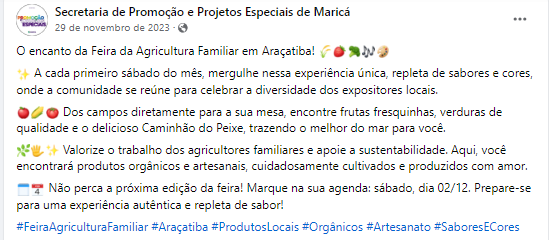 Secretaria de Promoção e Projetos Especiais de Maricá
29 de novembro de 2023 ·
O encanto da Feira da Agricultura Familiar em Araçatiba! 🌾🍅🥦🎶🥔
✨ A cada primeiro sábado do mês, mergulhe nessa experiência única, repleta de sabores e cores,
onde a comunidade se reúne para celebrar a diversidade dos expositores locais.
🍎🌽🍅 Dos campos diretamente para a sua mesa, encontre frutas fresquinhas, verduras de
qualidade e o delicioso Caminhão do Peixe, trazendo o melhor do mar para você.
🌿🖐️✨ Valorize o trabalho dos agricultores familiares e apoie a sustentabilidade. Aqui, você
encontrará produtos orgânicos e artesanais, cuidadosamente cultivados e produzidos com amor.
🗓️📅 Não perca a próxima edição da feira! Marque na sua agenda: sábado, dia 02/12. Prepare-se
para uma experiência autêntica e repleta de sabor!
#FeiraAgriculturaFamiliar #Araçatiba #ProdutosLocais #Orgânicos #Artesanato #SaboresECores